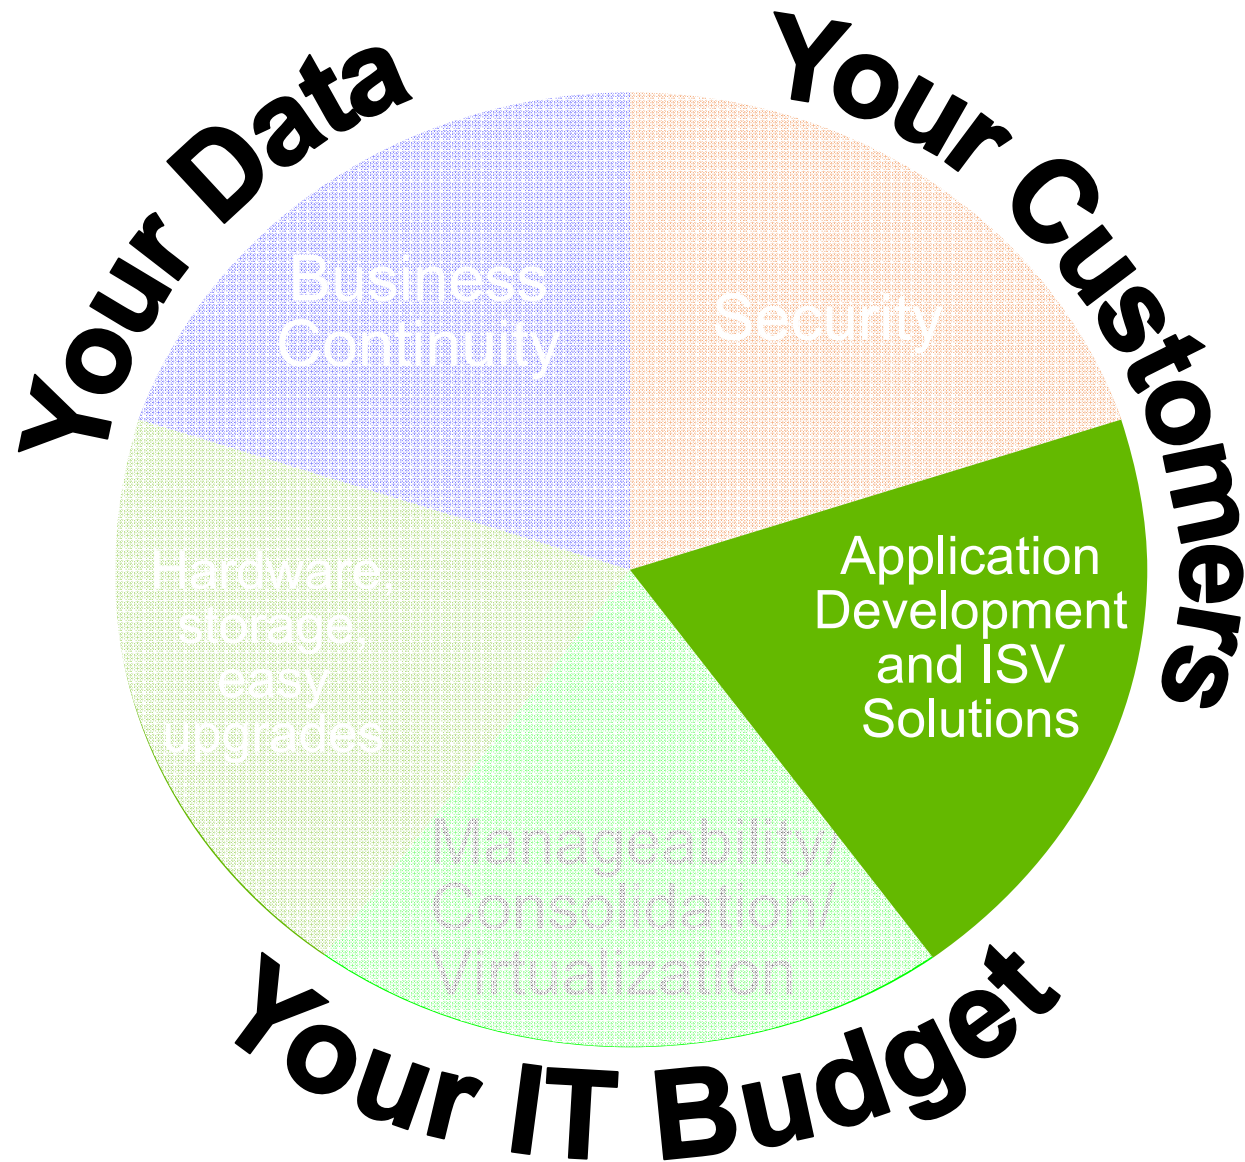 Your Data
Your Customers
Business
Continuity
Security
Hardware,
storage,
easy
upgrades
Application
Development
and ISV
Solutions
Manageability/
Consolidation/
Virtualization
Your IT Budget